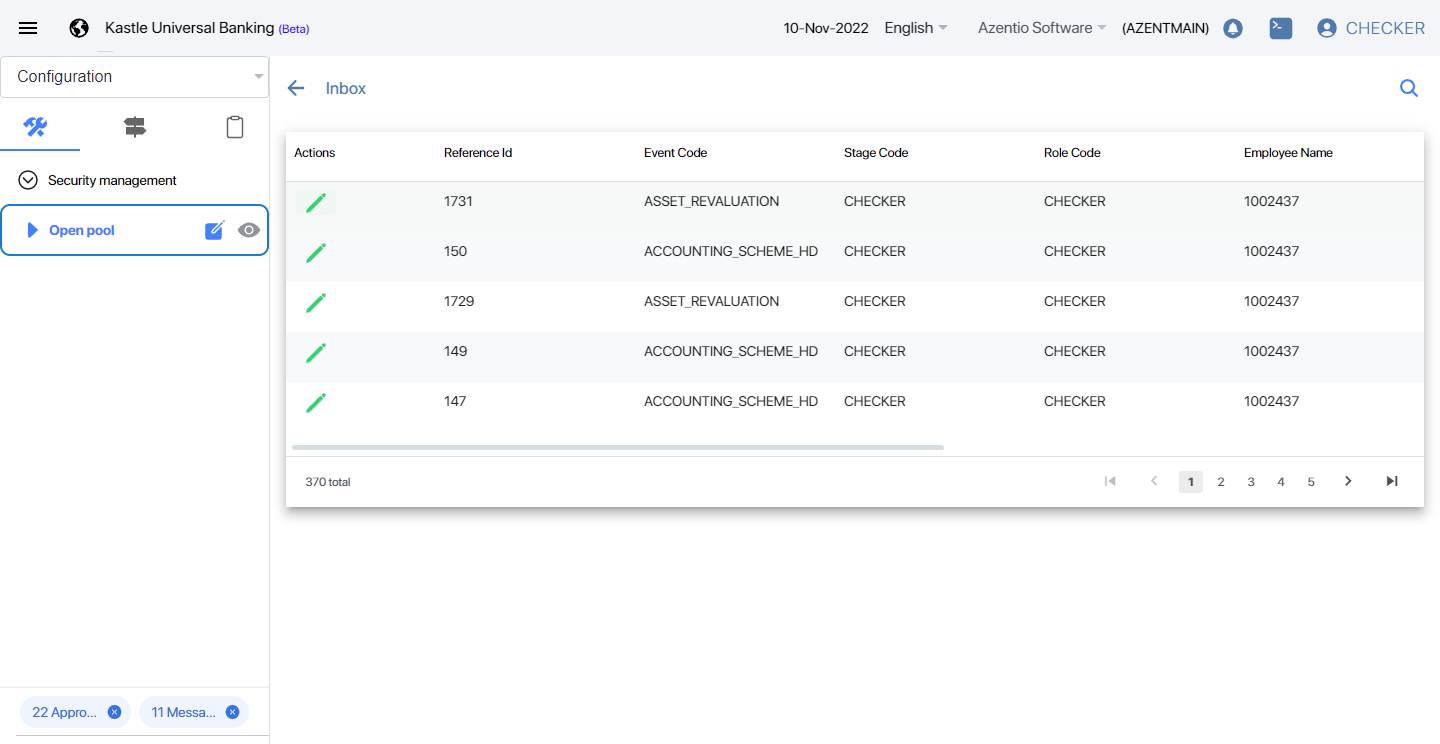 Kastle Universal Banking (Beta) 10-Nov-2022 English Azentio Software (AZENTMAIN) CHECKER
Configuration
Security management
Open pool
22 Appro...
11 Messa...
Inbox
Actions Reference Id Event Code Stage Code Role Code Employee Name
1731 ASSET_REVALUATION CHECKER CHECKER 1002437
150 ACCOUNTING_SCHEME_HD CHECKER CHECKER 1002437
1729 ASSET_REVALUATION CHECKER CHECKER 1002437
149 ACCOUNTING_SCHEME_HD CHECKER CHECKER 1002437
147 ACCOUNTING_SCHEME_HD CHECKER CHECKER 1002437
370 total 1 2 3 4 5